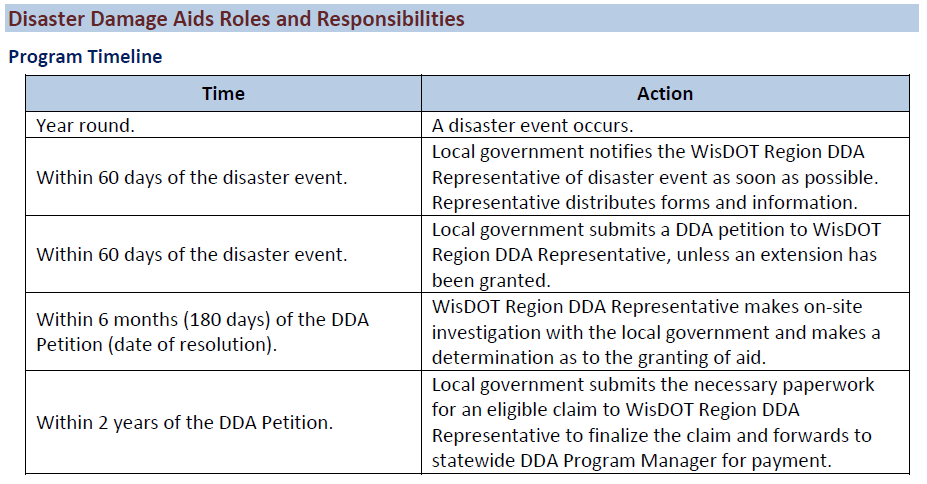 Disaster Damage Aids Roles and Responsibilities
Program Timeline
Time
Action
Year round.
A disaster event occurs.
Within 60 days of the disaster event.
Local government notifies the WisDOT Region DDA
Representative of disaster event as soon as possible.
Representative distributes forms and information.
Within 60 days of the disaster event.
Local government submits a DDA petition to WisDOT
Region DDA Representative, unless an extension has
been granted.
Within 6 months (180 days) of the DDA
Petition (date of resolution).
WisDOT Region DDA Representative makes on-site
investigation with the local government and makes a
determination as to the granting of aid.
Within 2 years of the DDA Petition.
Local government submits the necessary paperwork
for an eligible claim to WisDOT Region DDA
Representative to finalize the claim and forwards to
statewide DDA Program Manager for payment.